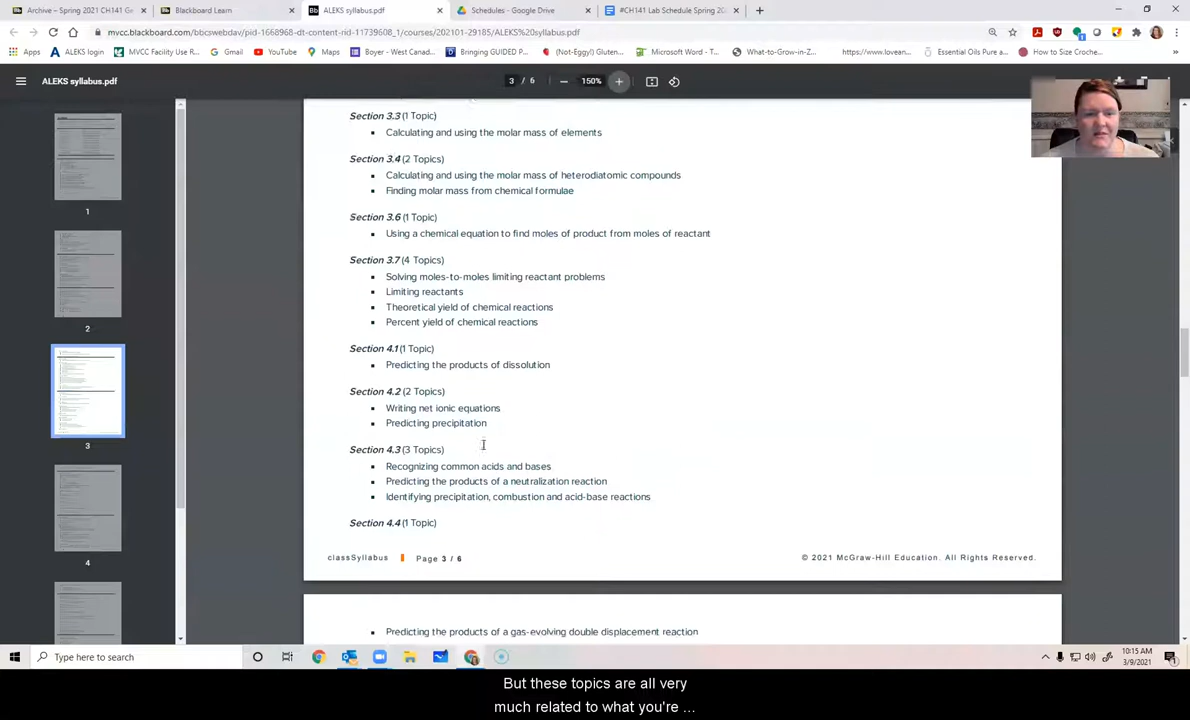 Archive – Spring 2021 CH141 Ge
Blackboard Learn
ALEKS syllabus.pdf
Schedules - Google Drive
#CH141 Lab Schedule Spring 20
mvcc.blackboard.com/bbcswebdav/pid-1668968-dt-content-rid-11739608_1/courses/202101-29185/ALEKS%20syllabus.pdf
Apps
ALEKS login
MVCC Facility Use R...
Gmail
YouTube
Maps
Boyer - West Canad...
Bringing GUIDED P...
(Not-Eggy!) Gluten...
Microsoft Word - T...
What-to-Grow-in-Z...
https://www.lovean...
Essential Oils Pure a...
How to Size Croche...
ALEKS syllabus.pdf
3 / 6
150%
1
2
3
4
Section 3.3 (1 Topic)
▪ Calculating and using the molar mass of elements
Section 3.4 (2 Topics)
▪ Calculating and using the molar mass of heterodiatomic compounds
▪ Finding molar mass from chemical formulae
Section 3.6 (1 Topic)
▪ Using a chemical equation to find moles of product from moles of reactant
Section 3.7 (4 Topics)
▪ Solving moles-to-moles limiting reactant problems
▪ Limiting reactants
▪ Theoretical yield of chemical reactions
▪ Percent yield of chemical reactions
Section 4.1 (1 Topic)
▪ Predicting the products of dissolution
Section 4.2 (2 Topics)
▪ Writing net ionic equations
▪ Predicting precipitation
Section 4.3 (3 Topics)
▪ Recognizing common acids and bases
▪ Predicting the products of a neutralization reaction
▪ Identifying precipitation, combustion and acid-base reactions
Section 4.4 (1 Topic)
classSyllabus Page 3 / 6 © 2021 McGraw-Hill Education. All Rights Reserved.
▪ Predicting the products of a gas-evolving double displacement reaction
Type here to search
10:15 AM
3/9/2021
But these topics are all very
much related to what you're ...